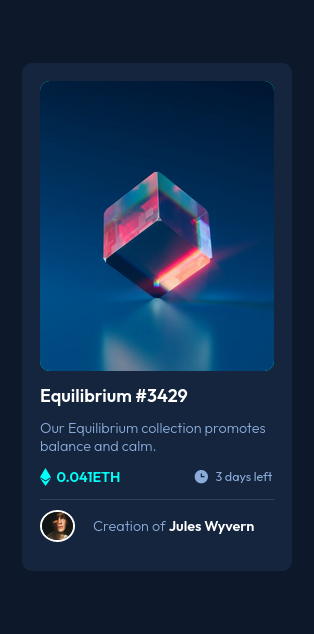 Equilibrium #3429
Our Equilibrium collection promotes
balance and calm.
0.041ETH 3 days left
Creation of Jules Wyvern